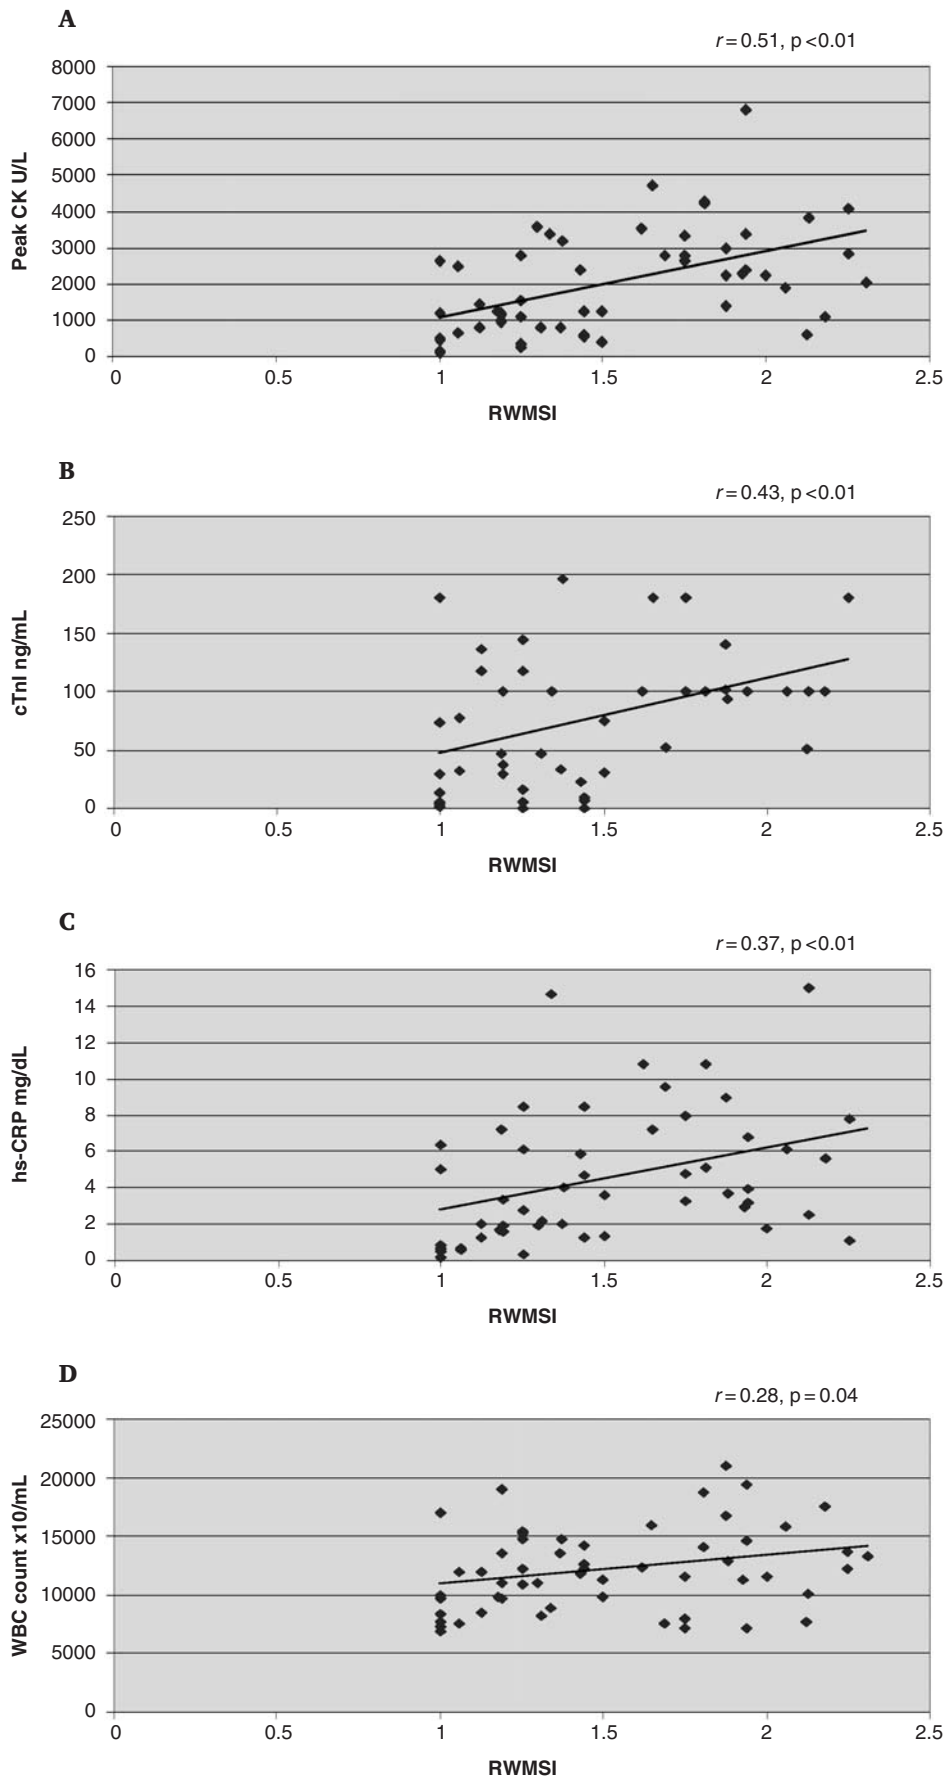 A
r = 0.51, p < 0.01
8000
7000
6000
5000
4000
3000
2000
1000
0
Peak CK U/L
0 0.5 1 1.5 2 2.5
RWMSI
B
r = 0.43, p < 0.01
250
200
150
100
50
0
cTnI ng/mL
0 0.5 1 1.5 2 2.5
RWMSI
C
r = 0.37, p < 0.01
16
14
12
10
8
6
4
2
0
hs-CRP mg/dL
0 0.5 1 1.5 2 2.5
RWMSI
D
r = 0.28, p = 0.04
25000
20000
15000
10000
5000
0
WBC count x10/mL
0 0.5 1 1.5 2 2.5
RWMSI